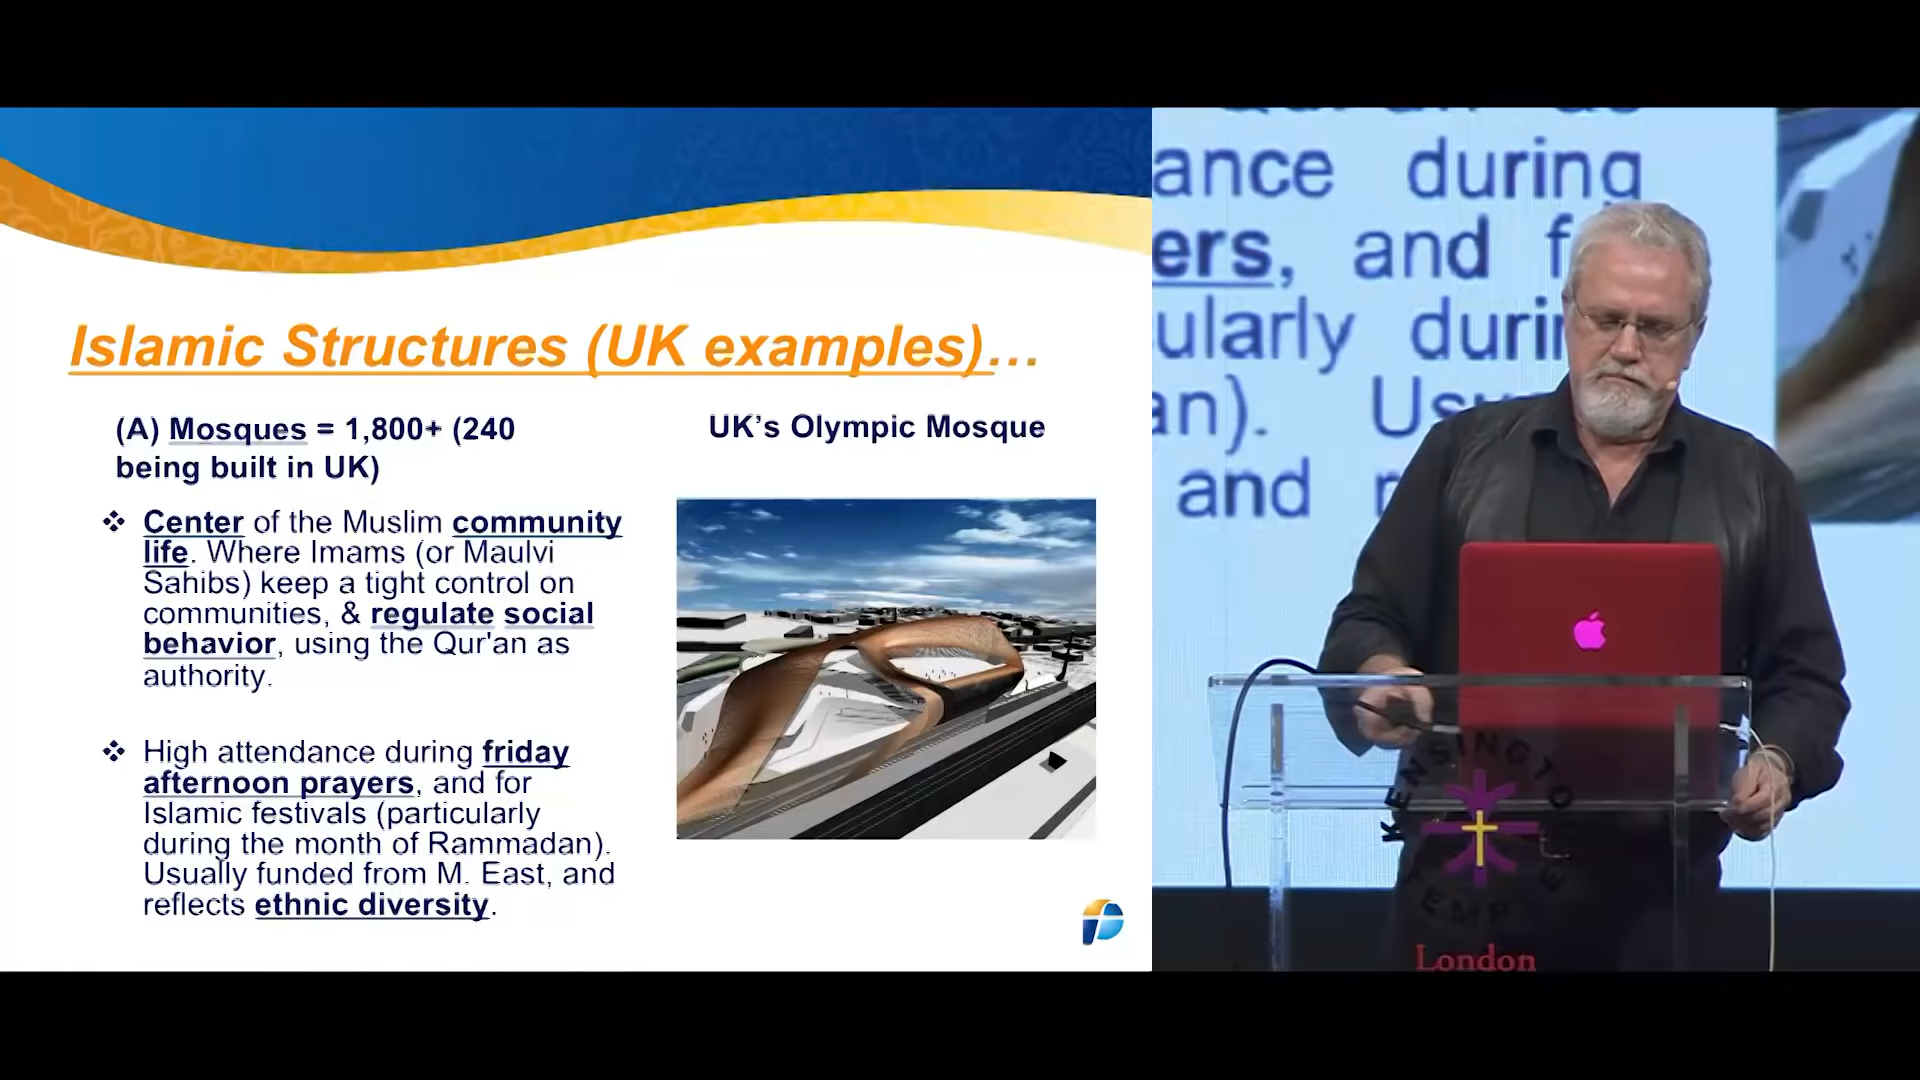 Islamic Structures (UK examples)...
(A) Mosques = 1,800+ (240
being built in UK)
UK’s Olympic Mosque
❖ Center of the Muslim community
life. Where Imams (or Maulvi
Sahibs) keep a tight control on
communities, & regulate social
behavior, using the Qur'an as
authority.
❖ High attendance during friday
afternoon prayers, and for
Islamic festivals (particularly
during the month of Rammadan).
Usually funded from M. East, and
reflects ethnic diversity.
ance during
ers, and f
ularly durin
an). Us
and r
KENSINGTO
TEMPLE
London